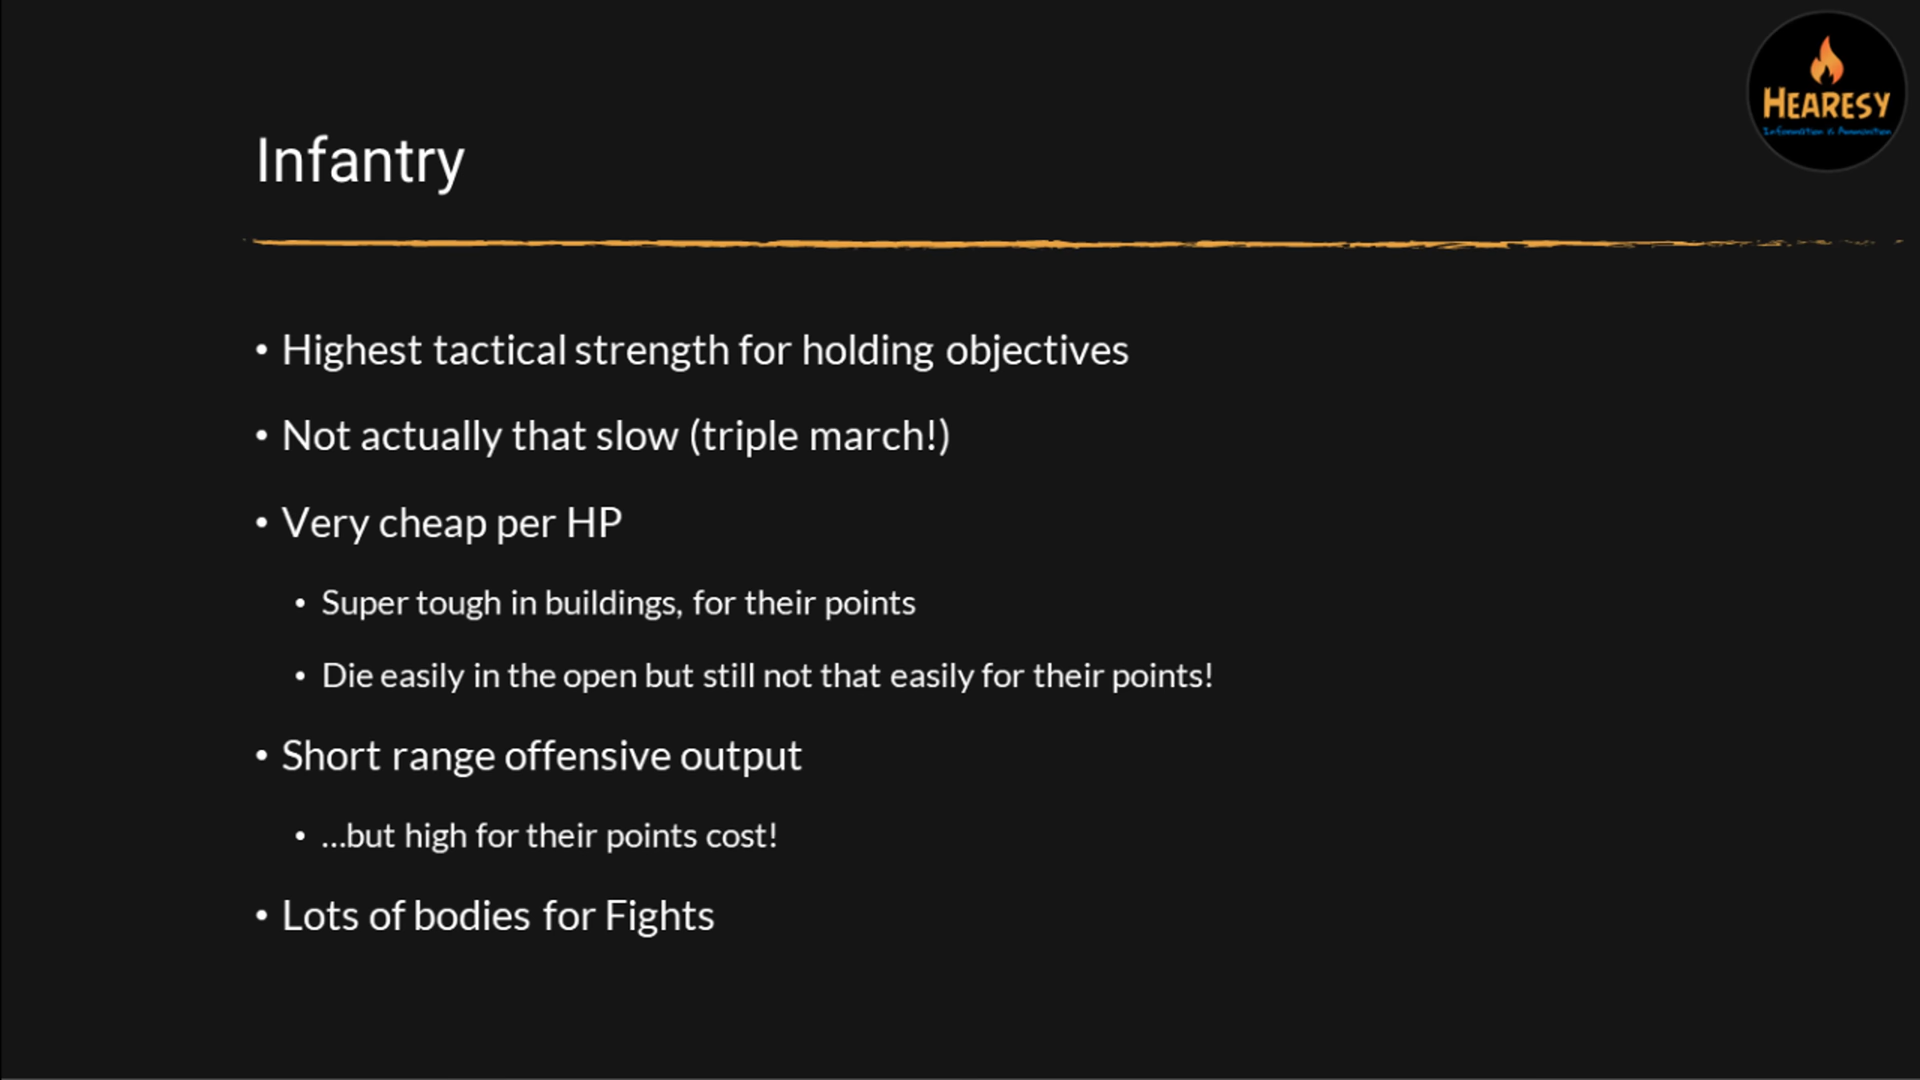 HEARESY
Information & Ammunition
Infantry
• Highest tactical strength for holding objectives
• Not actually that slow (triple march!)
• Very cheap per HP
• Super tough in buildings, for their points
• Die easily in the open but still not that easily for their points!
• Short range offensive output
• ...but high for their points cost!
• Lots of bodies for Fights